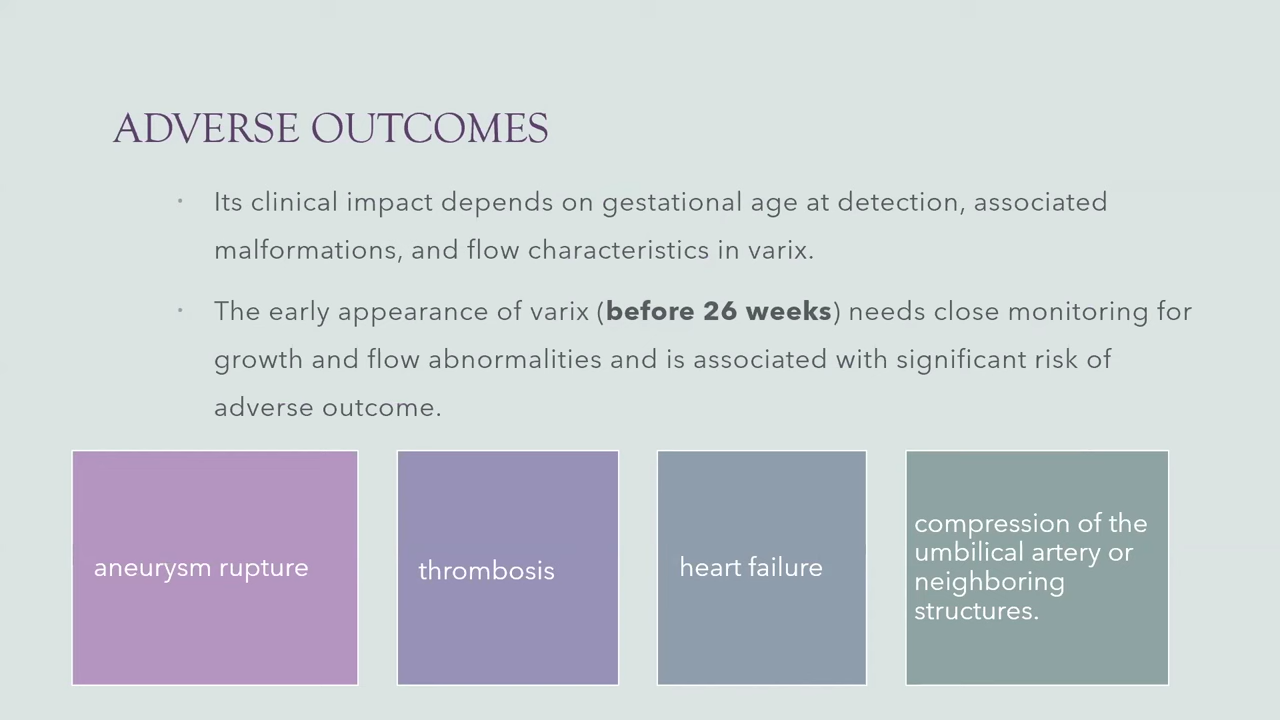 ADVERSE OUTCOMES
· Its clinical impact depends on gestational age at detection, associated
malformations, and flow characteristics in varix.
· The early appearance of varix (before 26 weeks) needs close monitoring for
growth and flow abnormalities and is associated with significant risk of
adverse outcome.
aneurysm rupture
thrombosis
heart failure
compression of the
umbilical artery or
neighboring
structures.